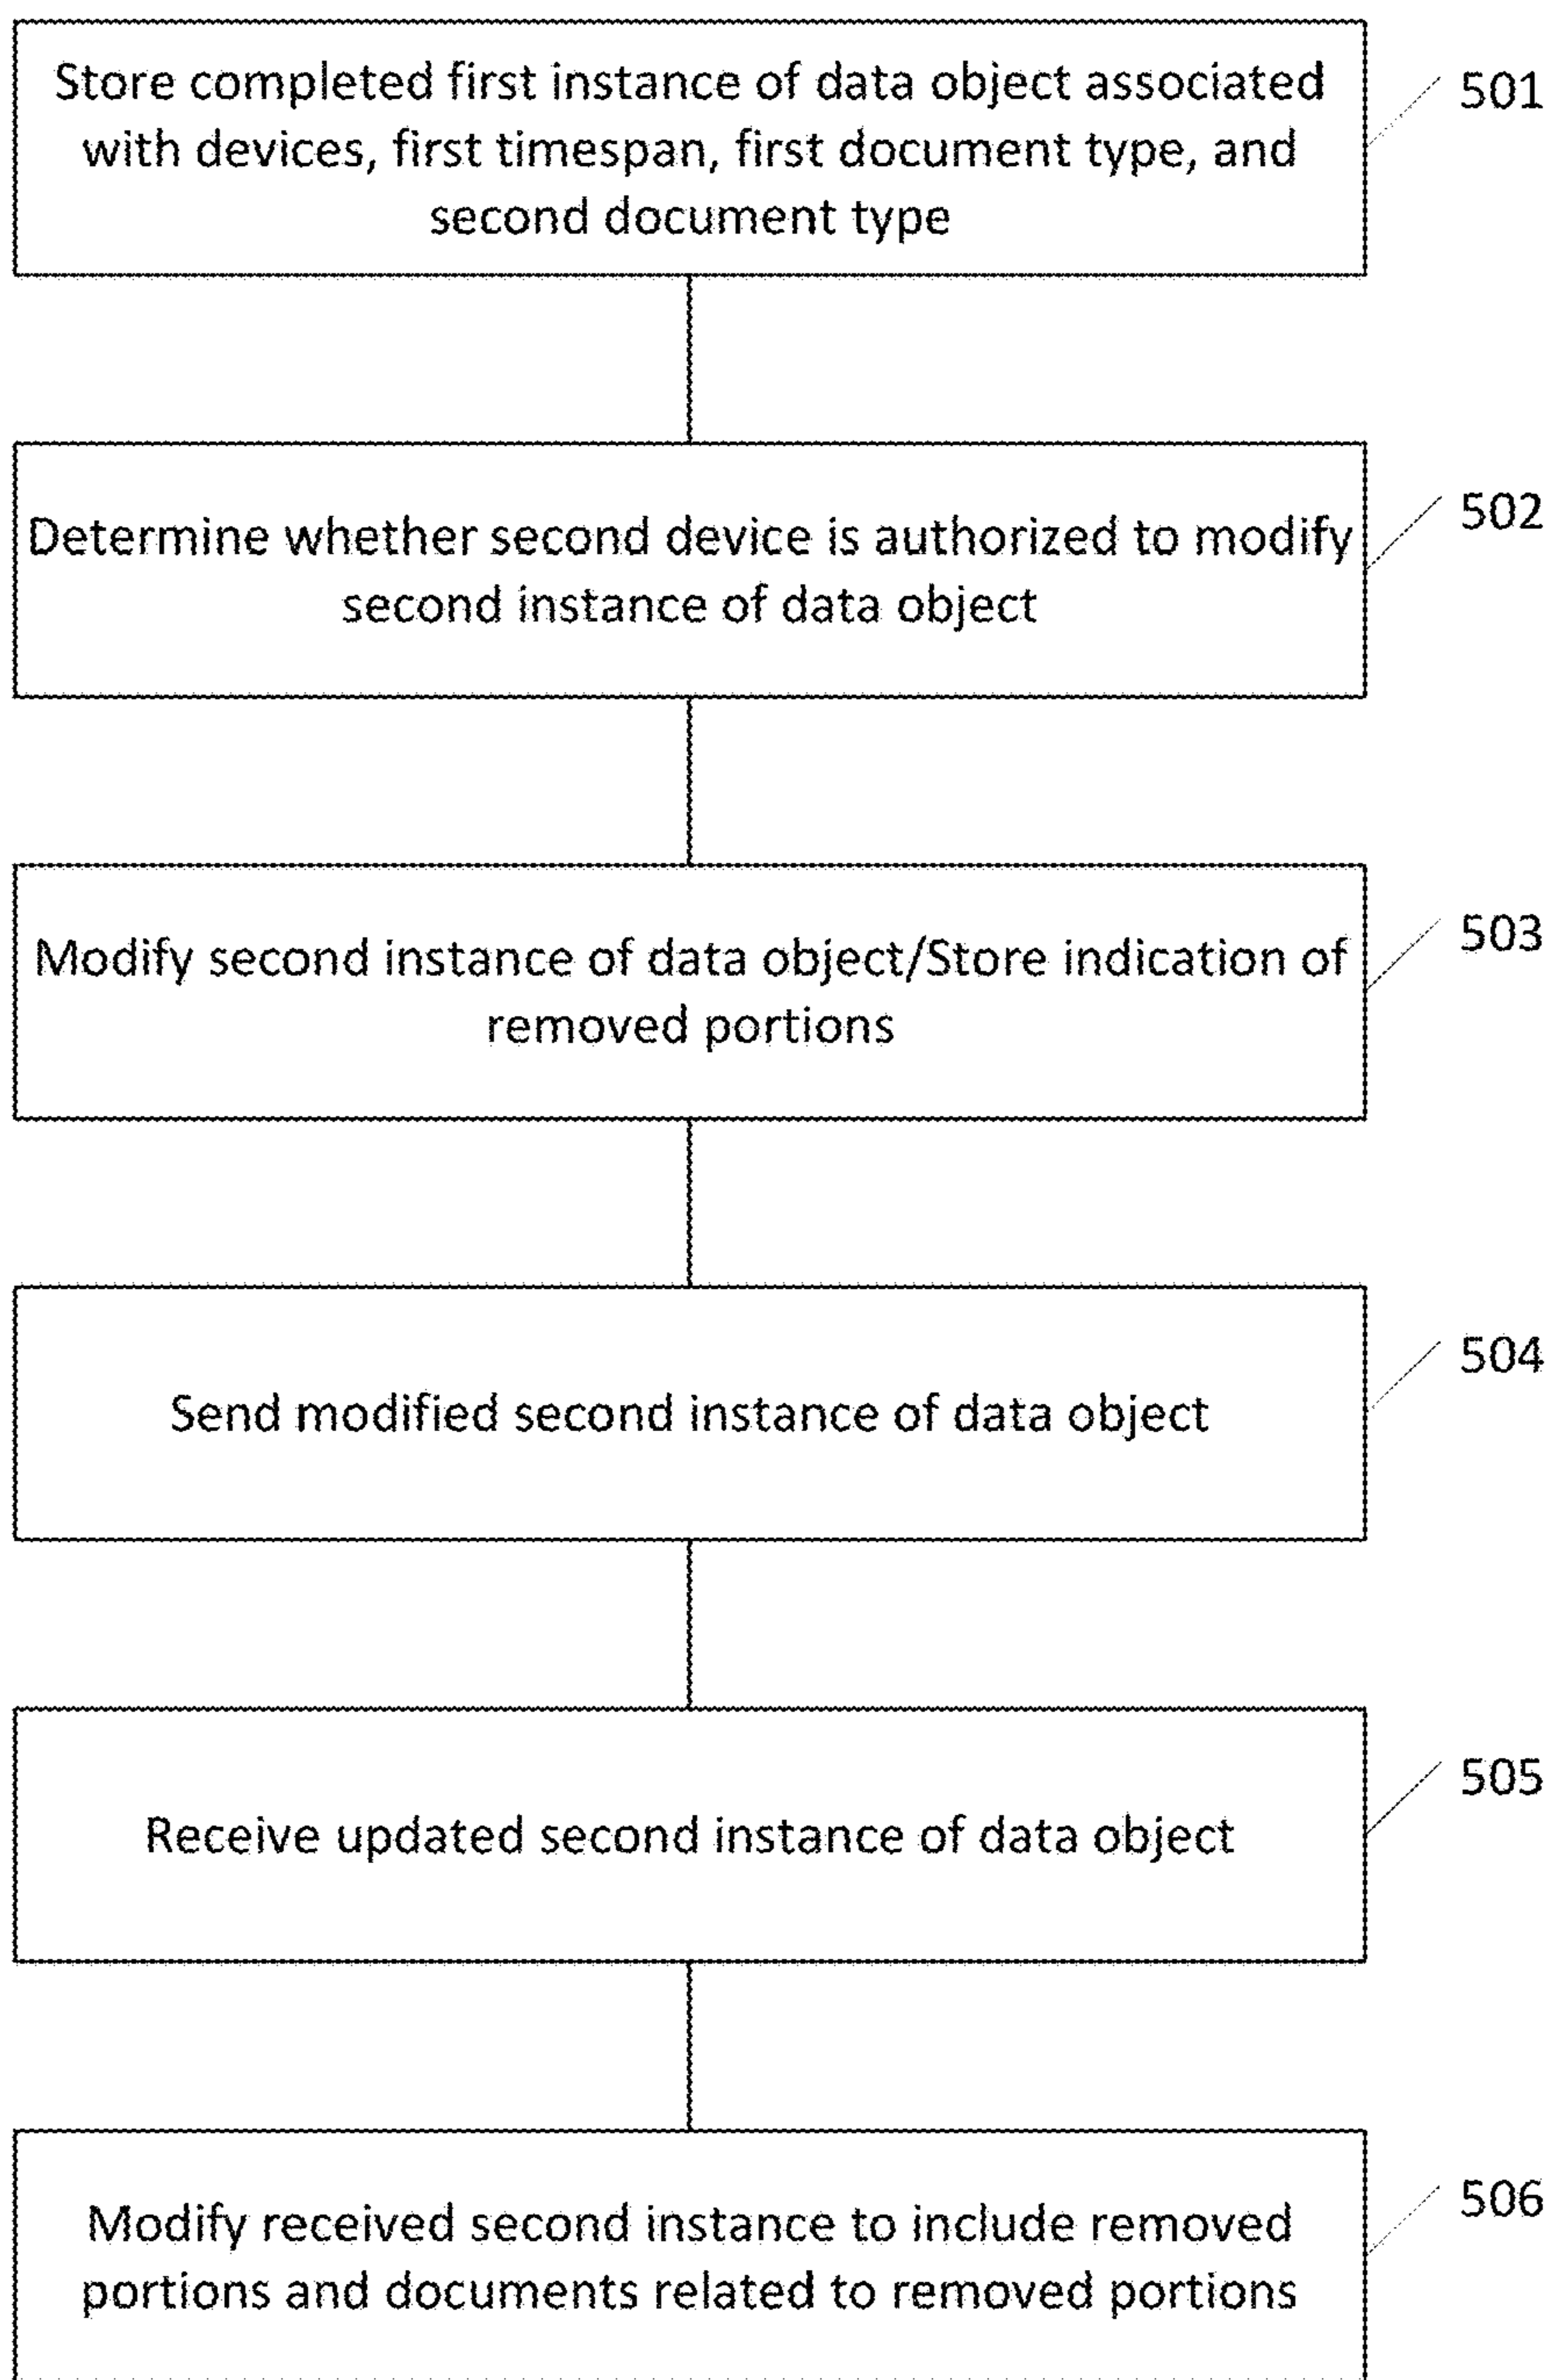 Store completed first instance of data object associated
with devices, first timespan, first document type, and
second document type
501
Determine whether second device is authorized to modify
second instance of data object
502
Modify second instance of data object/Store indication of
removed portions
503
Send modified second instance of data object
504
Receive updated second instance of data object
505
Modify received second instance to include removed
portions and documents related to removed portions
506